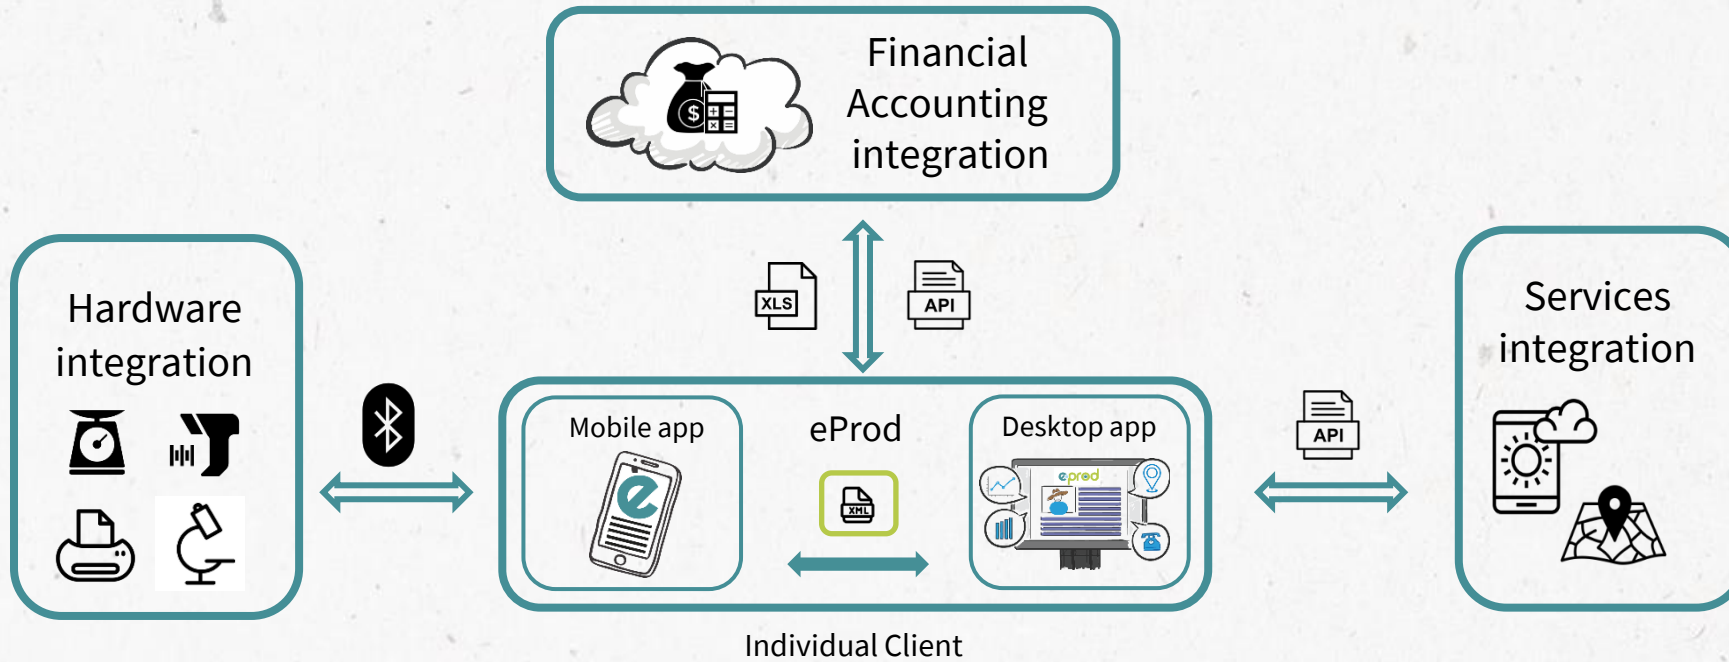 Financial
Accounting
integration
XLS
API
Hardware
integration
Services
integration
API
Mobile app
eProd
Desktop app
e
XML
eprod
Individual Client